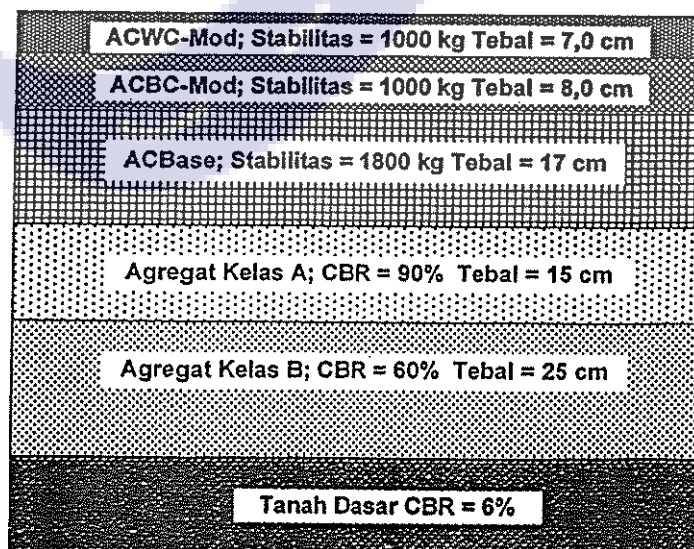 ACWC-Mod; Stabilitas = 1000 kg Tebal = 7,0 cm
ACBC-Mod; Stabilitas = 1000 kg Tebal = 8,0 cm
ACBase; Stabilitas = 1800 kg Tebal = 17 cm
Agregat Kelas A; CBR = 90% Tebal = 15 cm
Agregat Kelas B; CBR = 60% Tebal = 25 cm
Tanah Dasar CBR = 6%